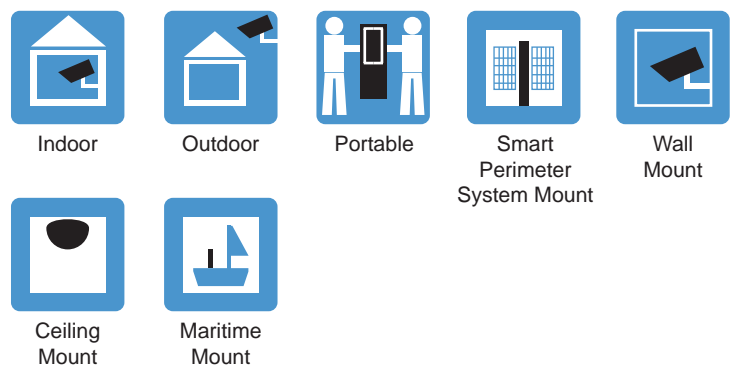 Indoor
Outdoor
Portable
Smart
Perimeter
System Mount
Wall
Mount
Ceiling
Mount
Maritime
Mount